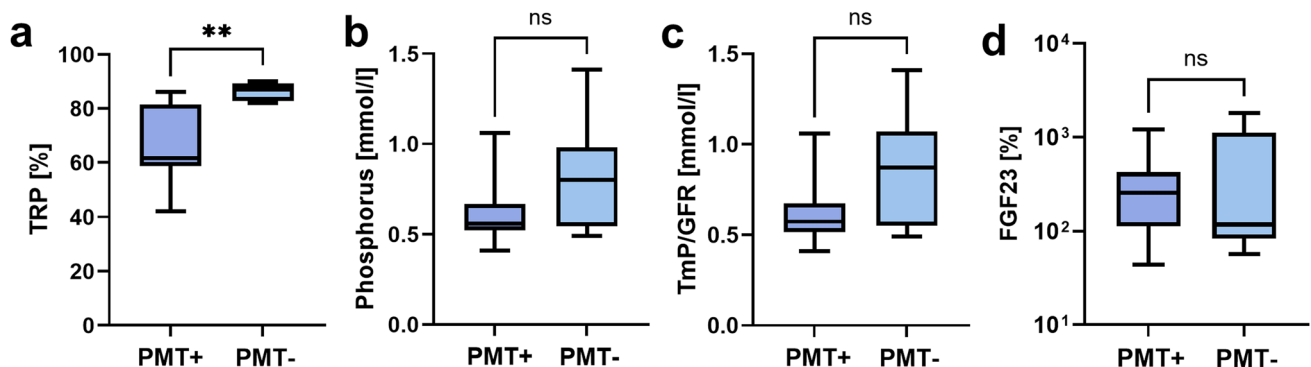 a
**
100
80
60
40
20
0
TRP [%]
PMT+ PMT-
b
ns
1.5
1.0
0.5
0.0
Phosphorus [mmol/l]
PMT+ PMT-
c
ns
1.5
1.0
0.5
0.0
TmP/GFR [mmol/l]
PMT+ PMT-
d
ns
10⁴
10³
10²
10¹
FGF23 [%]
PMT+ PMT-